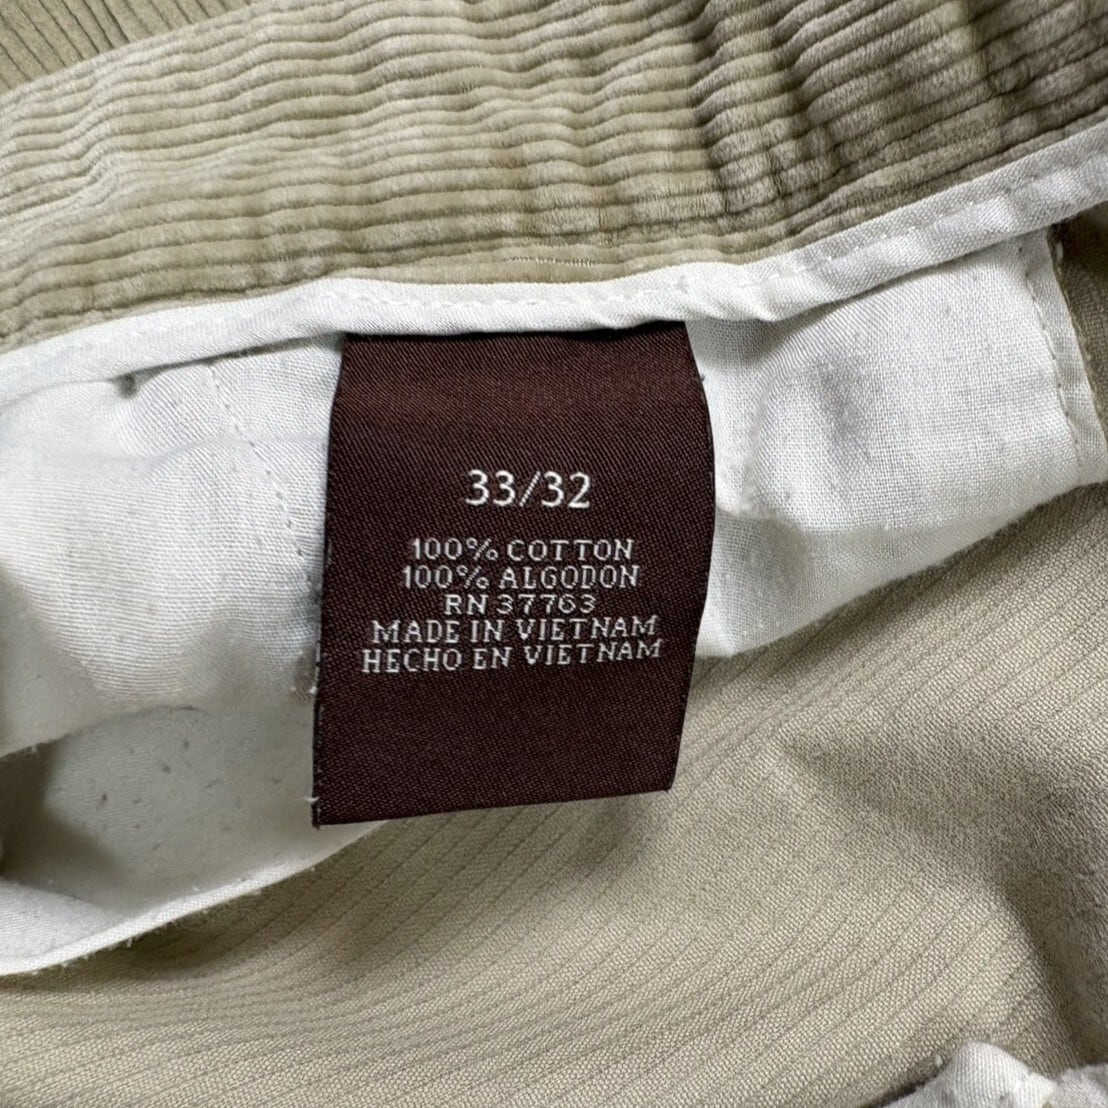 33/32
100% COTTON
100% ALGODON
RN 37763
MADE IN VIETNAM
HECHO EN VIETNAM